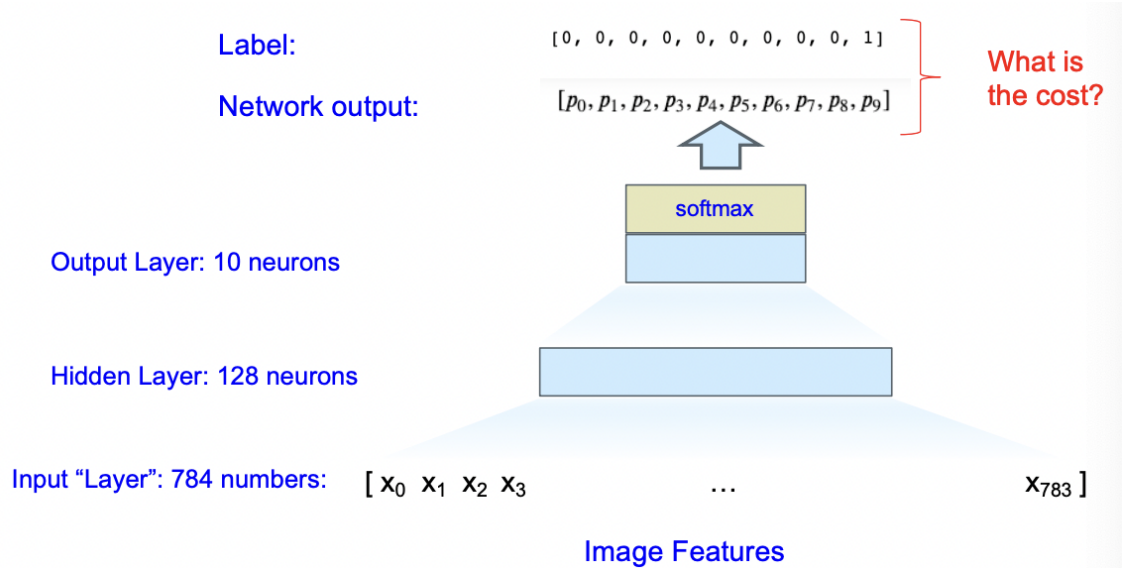 Label: [0, 0, 0, 0, 0, 0, 0, 0, 0, 1]
What is
the cost?
Network output: [p₀, p₁, p₂, p₃, p₄, p₅, p₆, p₇, p₈, p₉]
softmax
Output Layer: 10 neurons
Hidden Layer: 128 neurons
Input “Layer”: 784 numbers: [ x₀ x₁ x₂ x₃ ... x₇₈₃ ]
Image Features